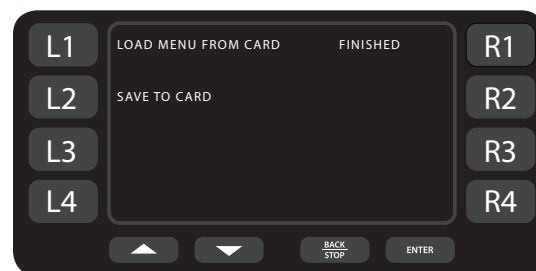 L1 LOAD MENU FROM CARD FINISHED R1
L2 SAVE TO CARD R2
L3 R3
L4 R4
BACK
STOP ENTER